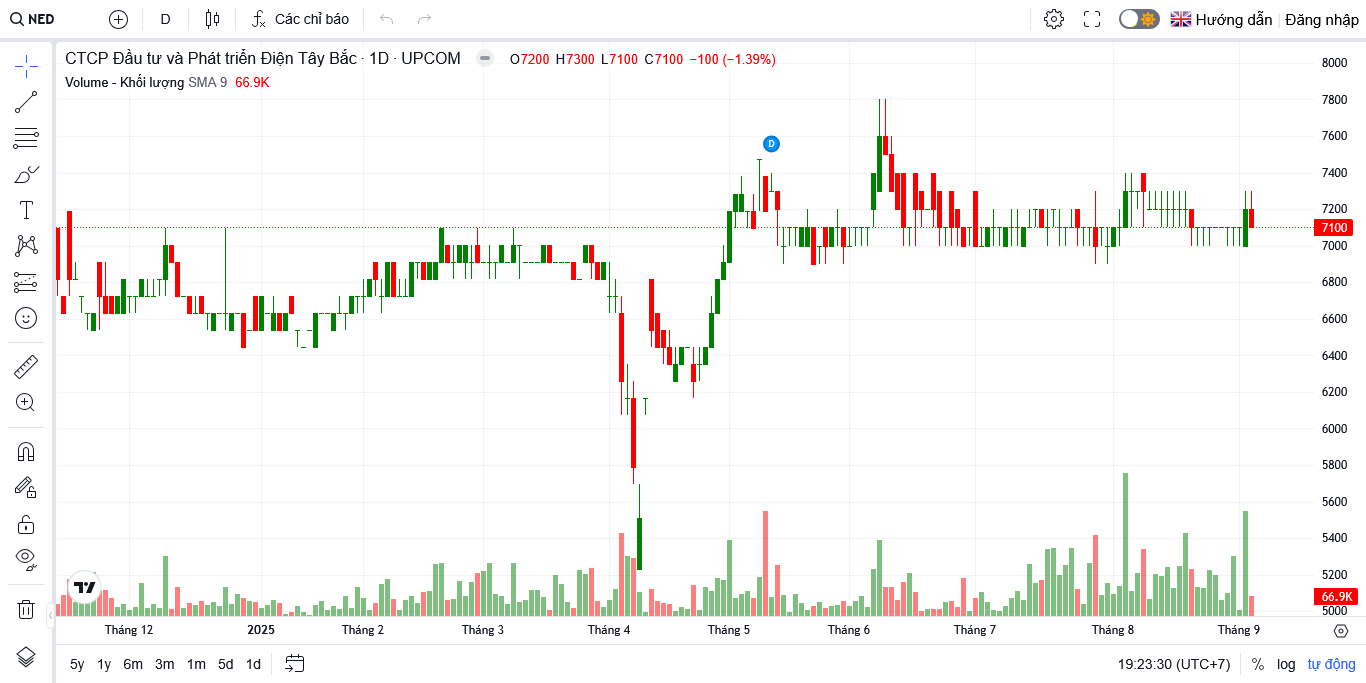 NED D Các chỉ báo Hướng dẫn Đăng nhập
CTCP Đầu tư và Phát triển Điện Tây Bắc · 1D · UPCOM O7200 H7300 L7100 C7100 −100 (−1.39%)
Volume - Khối lượng SMA 9 66.9K
8000
7800
7600
D
7400
7200
7100
7000
6800
6600
6400
6200
6000
5800
5600
5400
5200
66.9K
5000
Tháng 12 2025 Tháng 2 Tháng 3 Tháng 4 Tháng 5 Tháng 6 Tháng 7 Tháng 8 Tháng 9
5y 1y 6m 3m 1m 5d 1d 19:23:30 (UTC+7) % log tự động